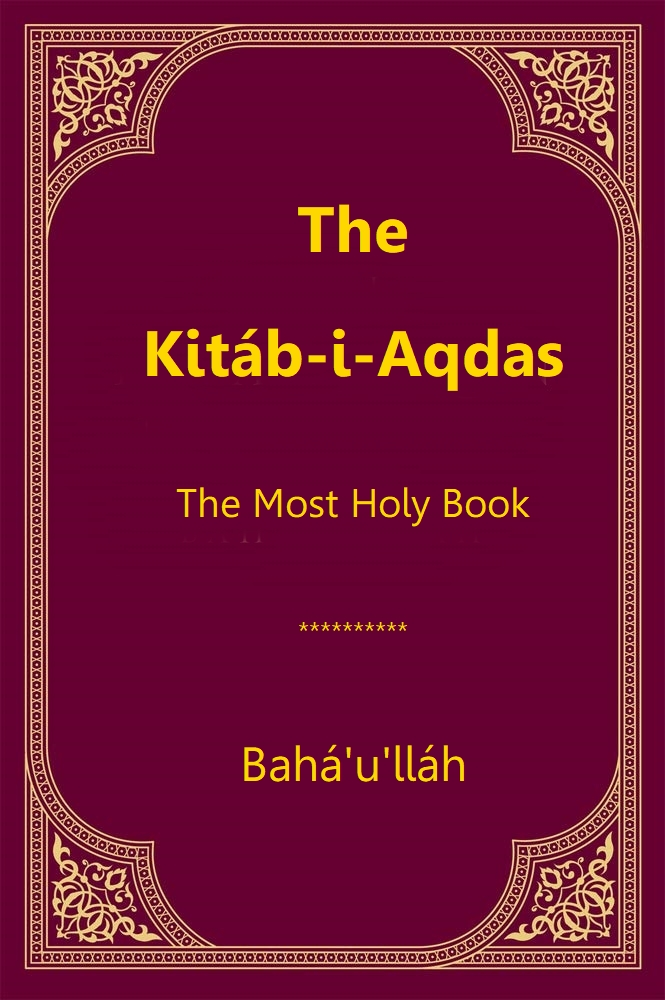 The
Kitáb-i-Aqdas
The Most Holy Book
**********
Bahá'u'lláh